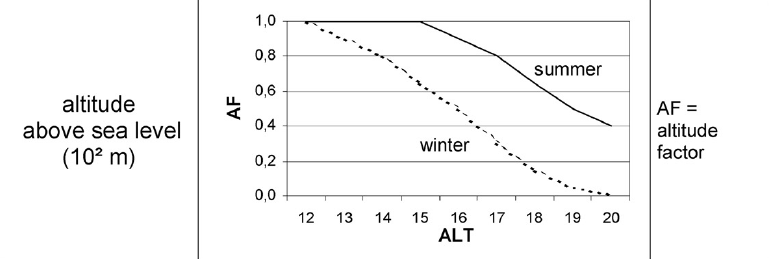 altitude
above sea level
(10² m)
AF
1,0
0,8
0,6
0,4
0,2
0,0
summer
winter
12 13 14 15 16 17 18 19 20
ALT
AF =
altitude
factor